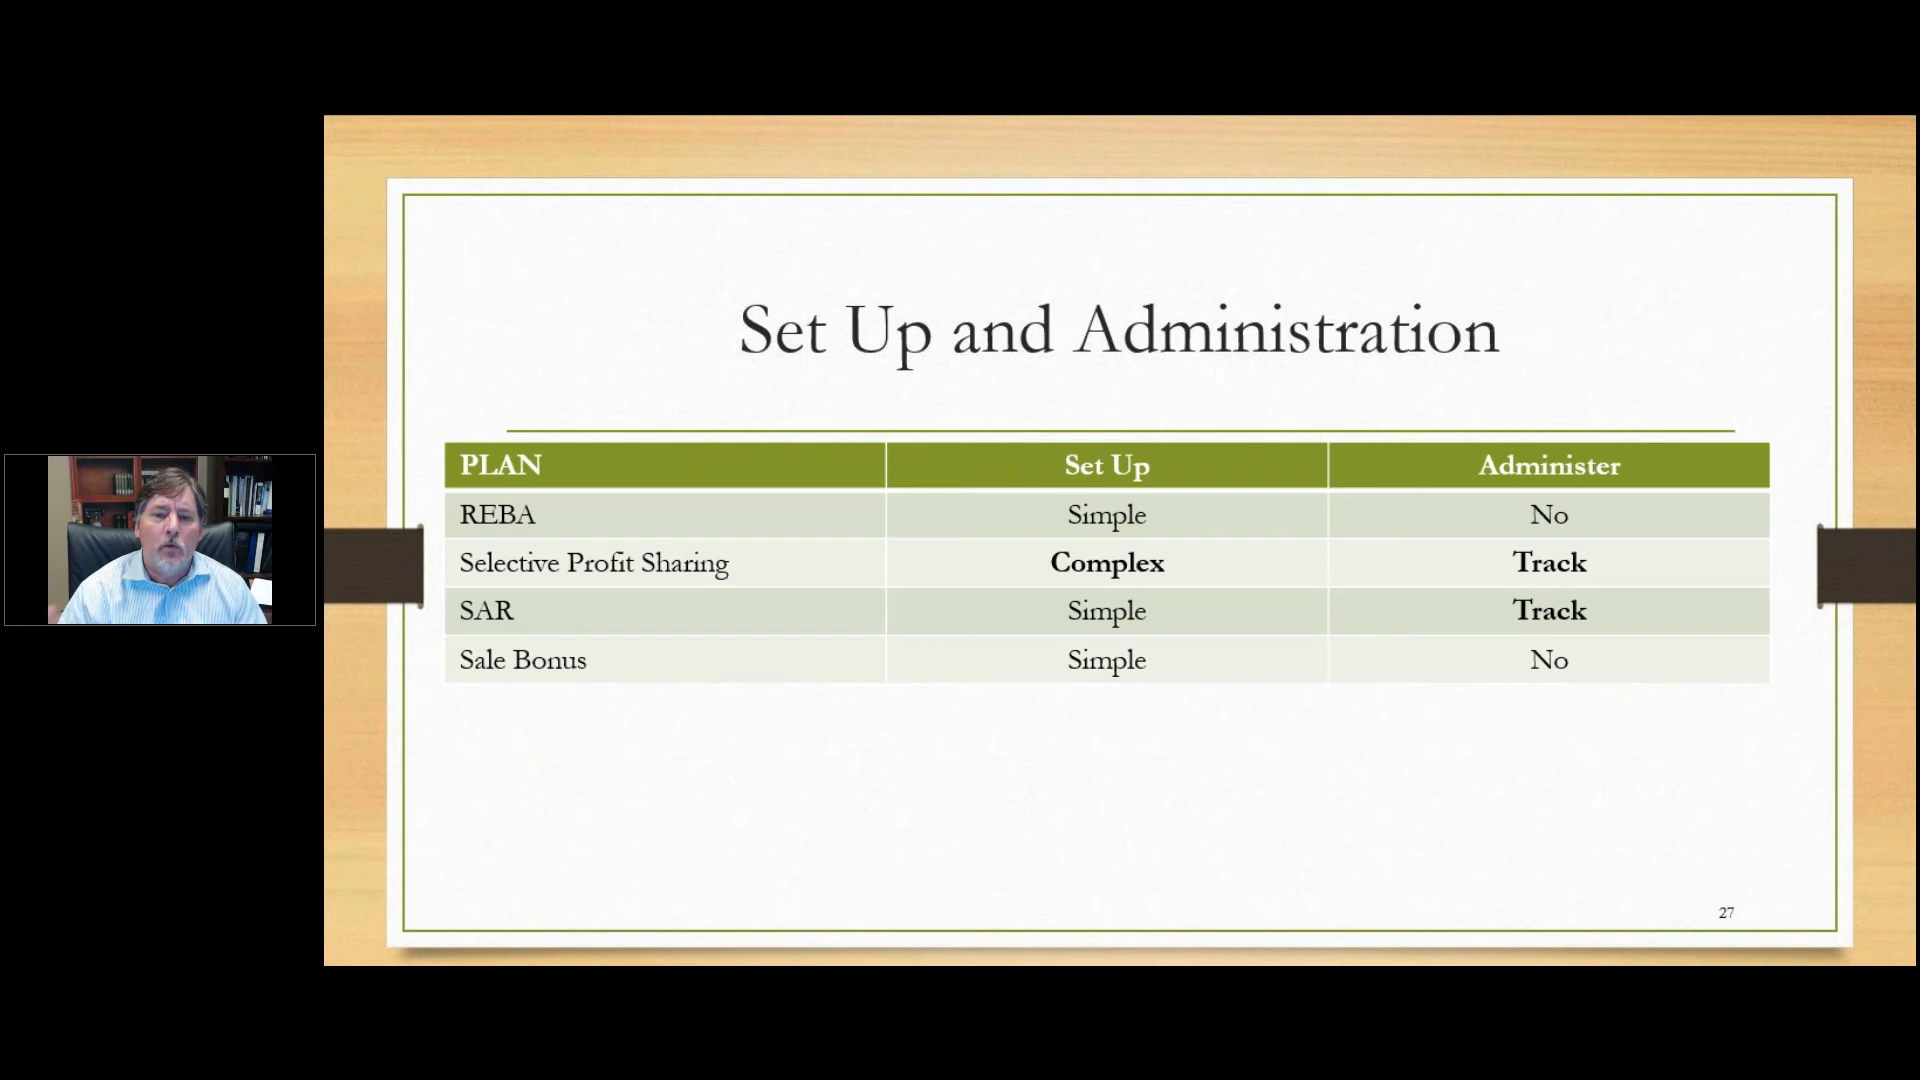 Set Up and Administration
PLAN Set Up Administer
REBA Simple No
Selective Profit Sharing Complex Track
SAR Simple Track
Sale Bonus Simple No
27